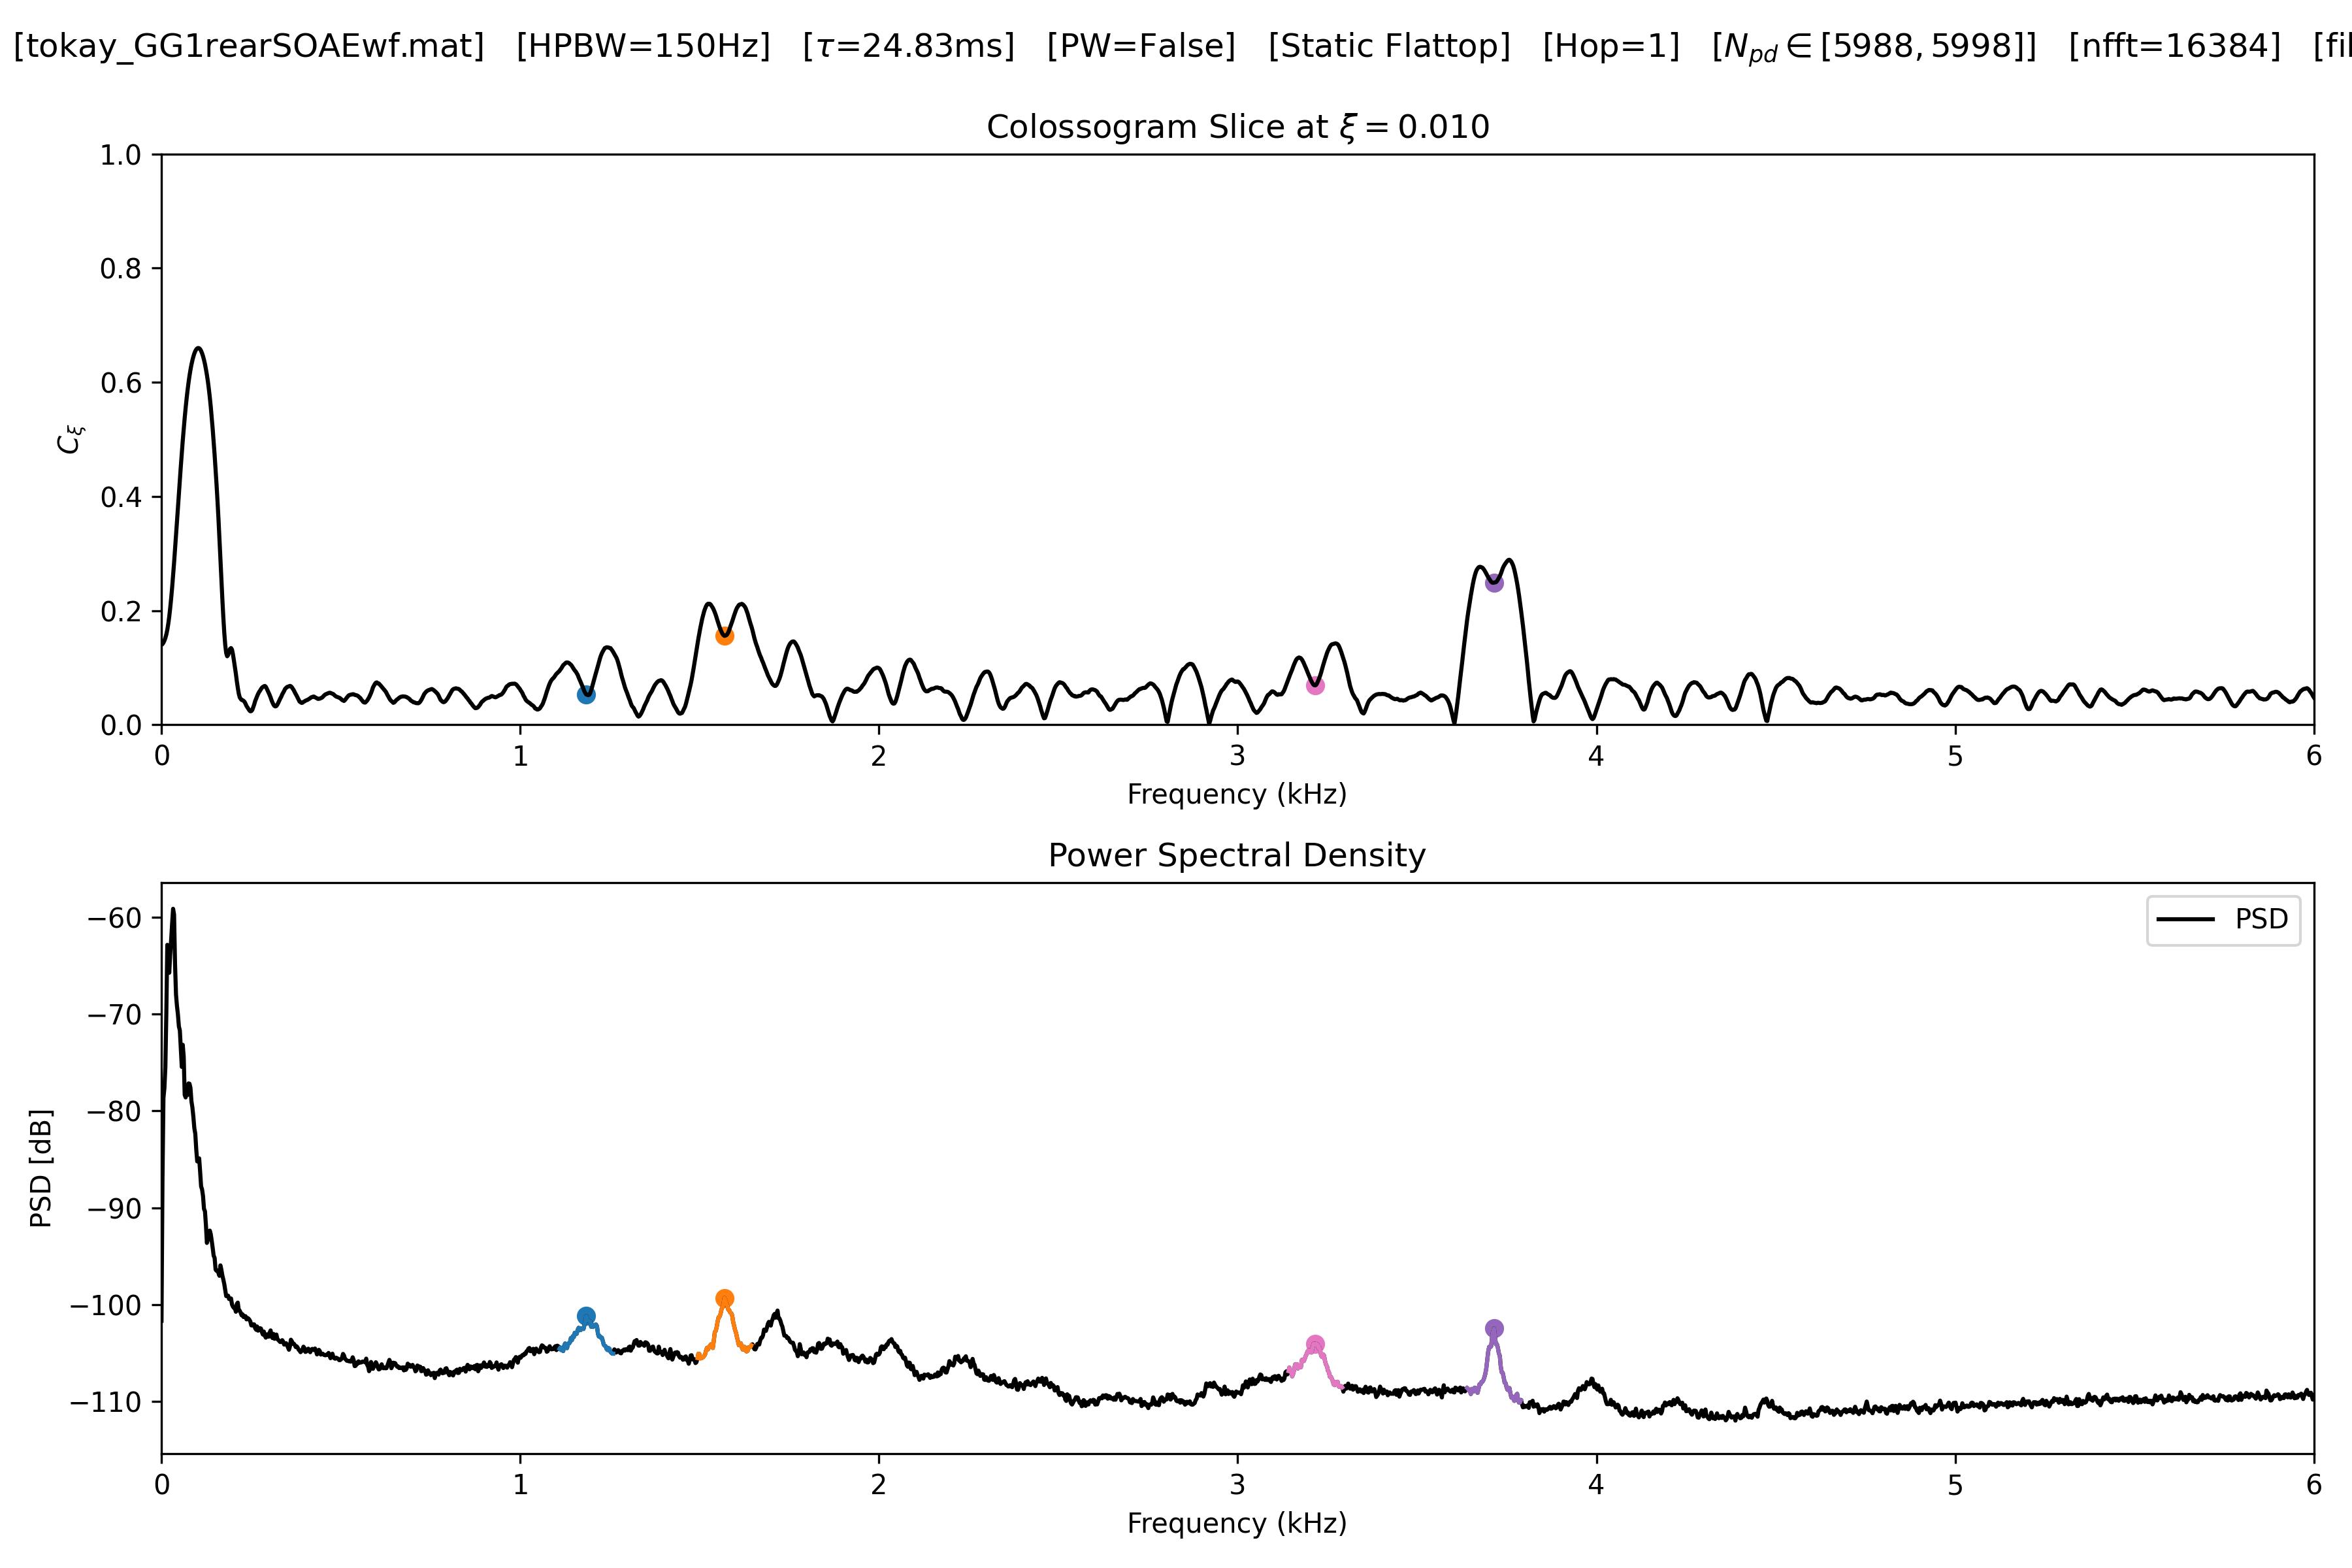 [tokay_GG1rearSOAEwf.mat] [HPBW=150Hz] [τ=24.83ms] [PW=False] [Static Flattop] [Hop=1] [N_pd ∈ [5988, 5998]] [nfft=16384] [fil
Colossogram Slice at ξ = 0.010
1.0
0.8
0.6
0.4
0.2
0.0
C_ξ
0 1 2 3 4 5 6
Frequency (kHz)
Power Spectral Density
PSD
−60
−70
−80
−90
−100
−110
PSD [dB]
0 1 2 3 4 5 6
Frequency (kHz)